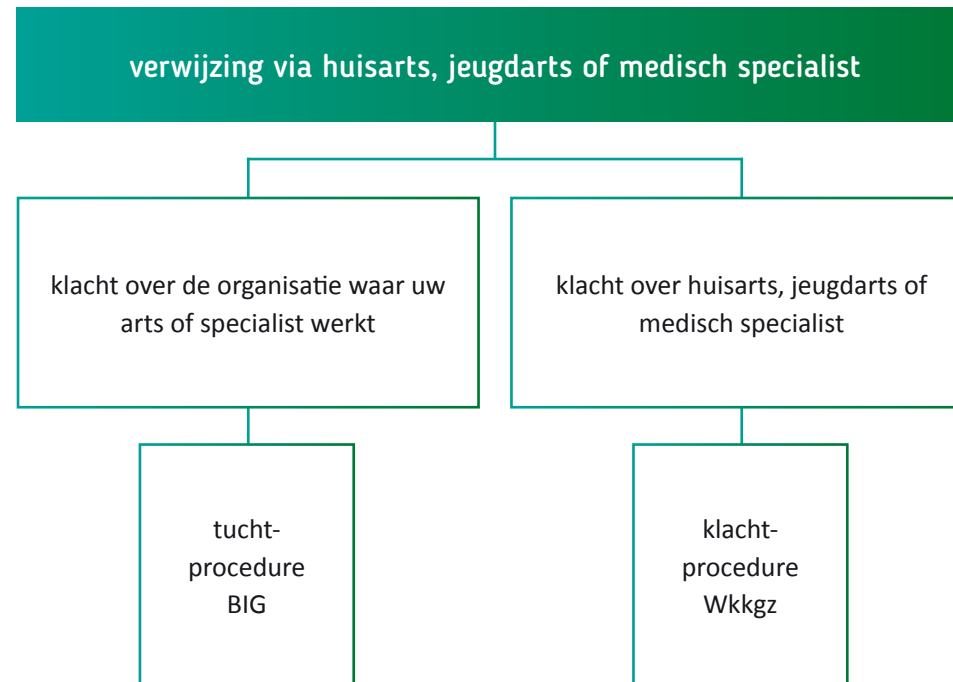 verwijzing via huisarts, jeugdarts of medisch specialist
klacht over de organisatie waar uw
arts of specialist werkt
klacht over huisarts, jeugdarts of
medisch specialist
tucht-
procedure
BIG
klacht-
procedure
Wkkgz